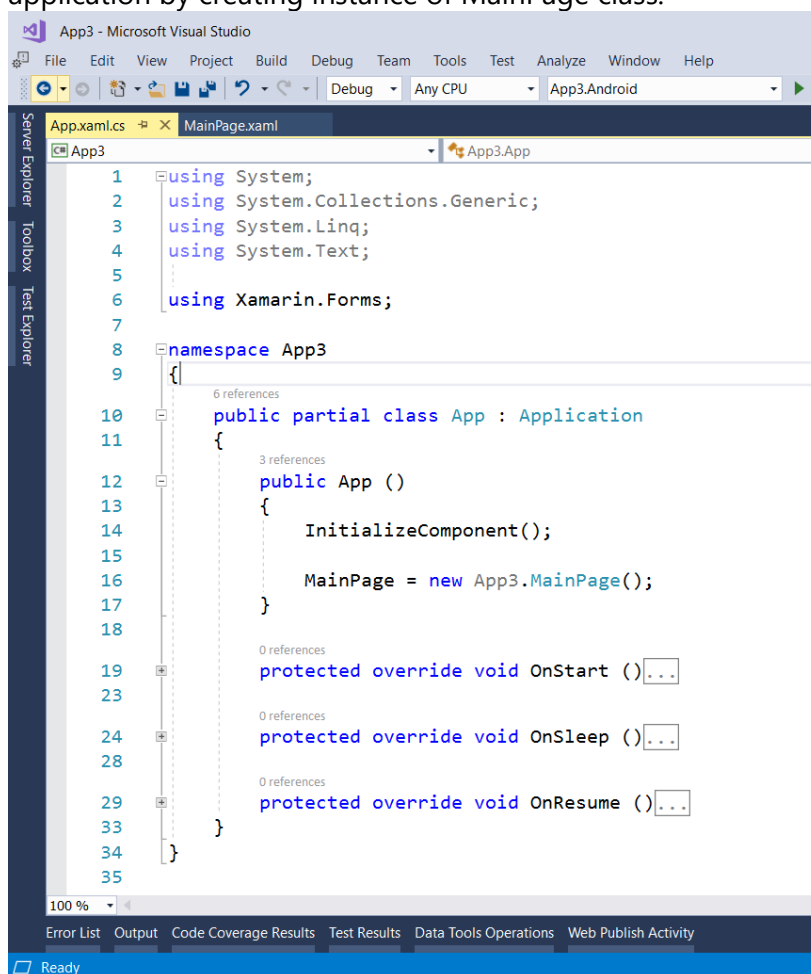 application by creating instance of MainPage class.
App3 - Microsoft Visual Studio
File Edit View Project Build Debug Team Tools Test Analyze Window Help
Debug Any CPU App3.Android
Server Explorer
Toolbox
Test Explorer
App.xaml.cs MainPage.xaml
C# App3 App3.App
1 using System;
2 using System.Collections.Generic;
3 using System.Linq;
4 using System.Text;
5
6 using Xamarin.Forms;
7
8 namespace App3
9 {
6 references
10 public partial class App : Application
11 {
3 references
12 public App ()
13 {
14 InitializeComponent();
15
16 MainPage = new App3.MainPage();
17 }
18
0 references
19 protected override void OnStart ()...
23
0 references
24 protected override void OnSleep ()...
28
0 references
29 protected override void OnResume ()...
33 }
34 }
35
100 %
Error List Output Code Coverage Results Test Results Data Tools Operations Web Publish Activity
Ready